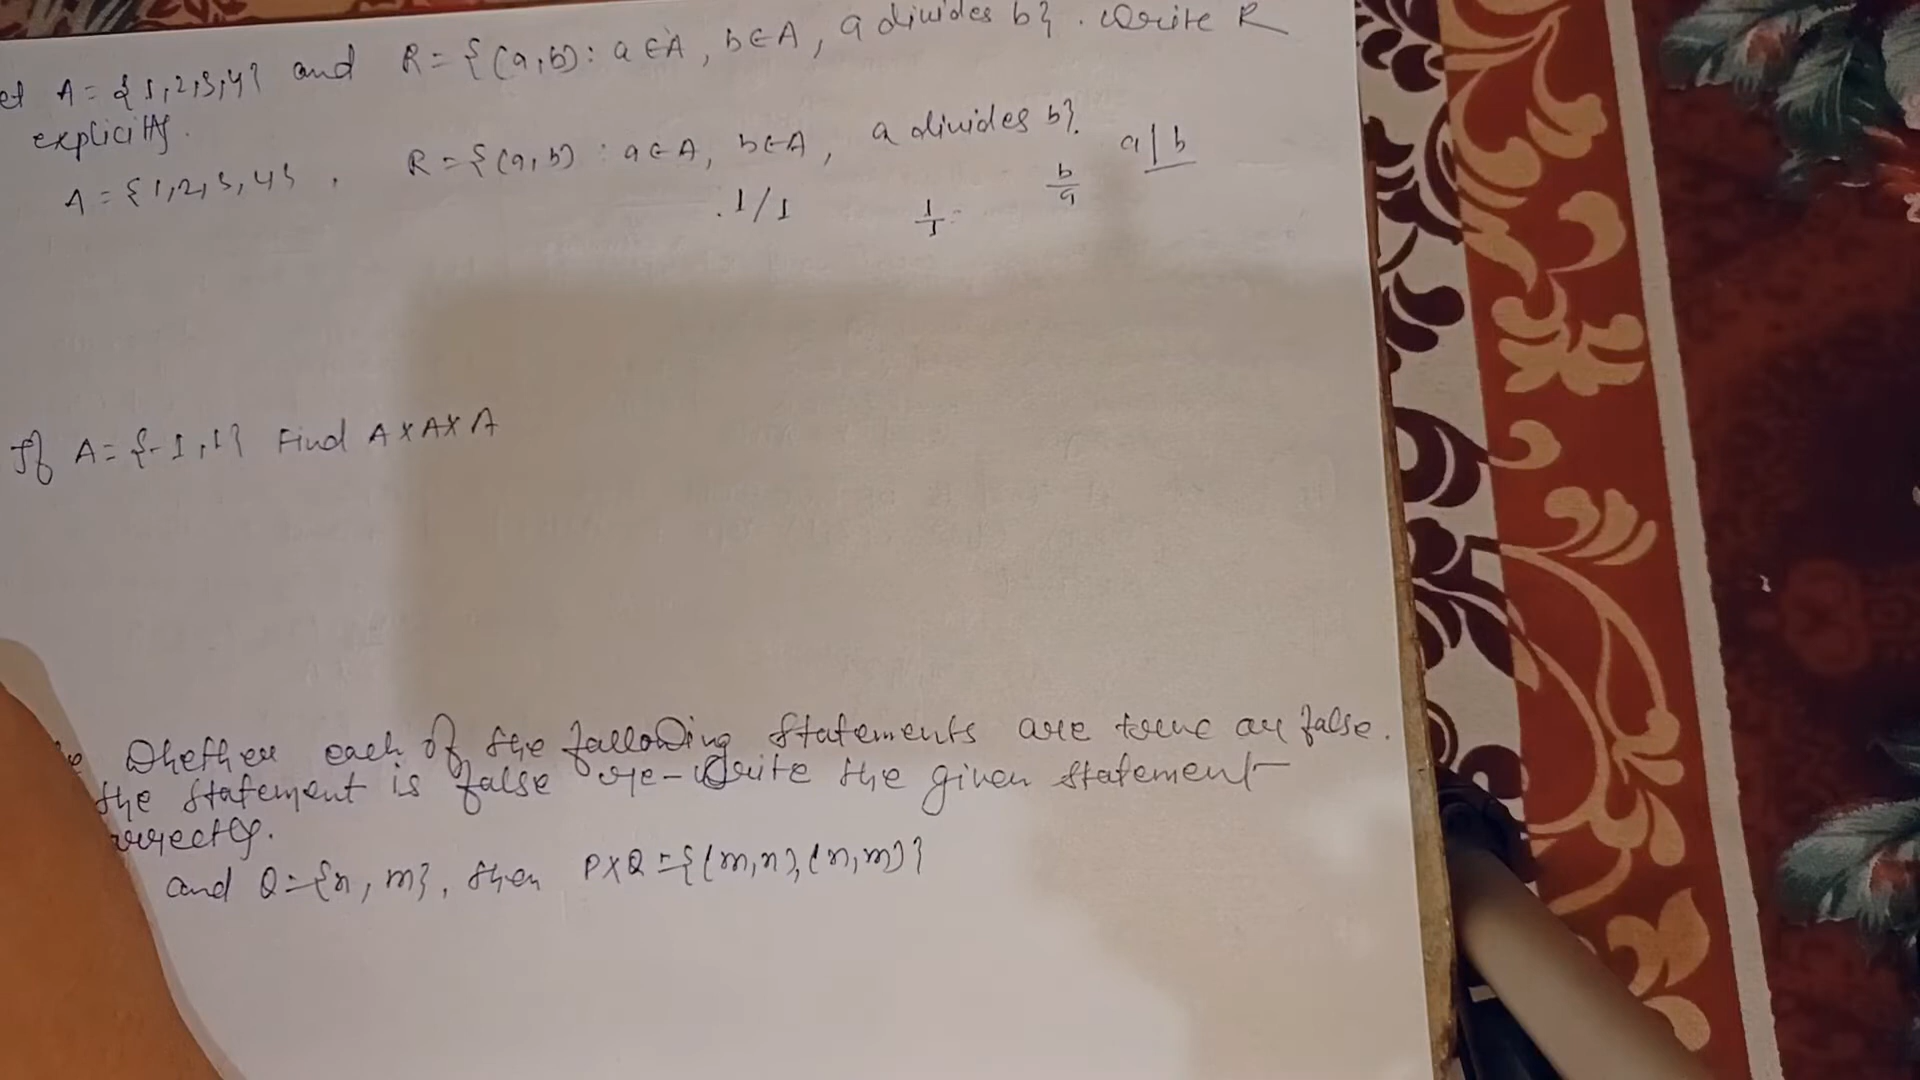 et A = {1,2,3,4} and R = {(a,b): a ∈ A, b ∈ A, a divides b}. Write R
explicitly.
A = {1,2,3,4}, R = {(a,b) : a ∈ A, b ∈ A, a divides b}. a|b
.1/1 1/1 b/a
If A = {-1,1} Find A×A×A
whether each of the following statements are true or false.
the statement is false re-write the given statement
rrectly.
and Q = {n, m}, then P×Q = {(m,n),(n,m)}